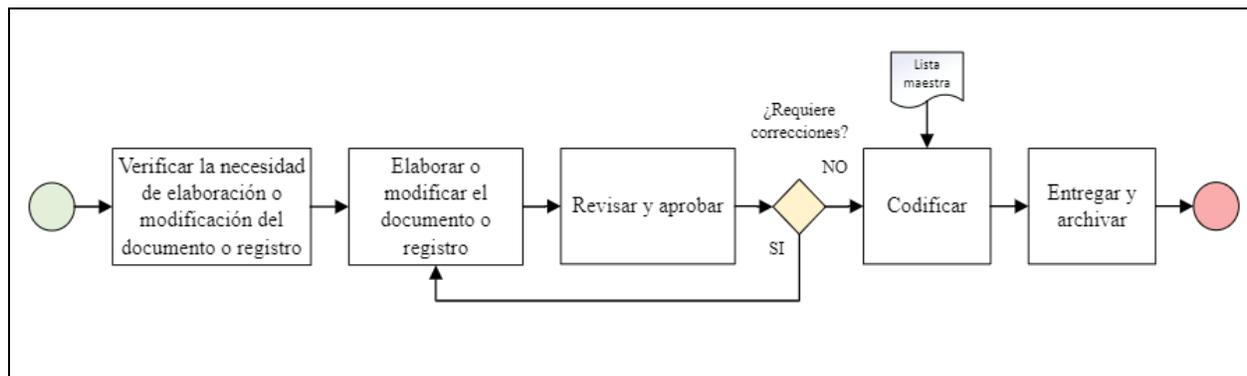 Verificar la necesidad
de elaboración o
modificación del
documento o registro
Elaborar o
modificar el
documento o
registro
Revisar y aprobar
¿Requiere
correcciones?
NO
SI
Lista
maestra
Codificar
Entregar y
archivar